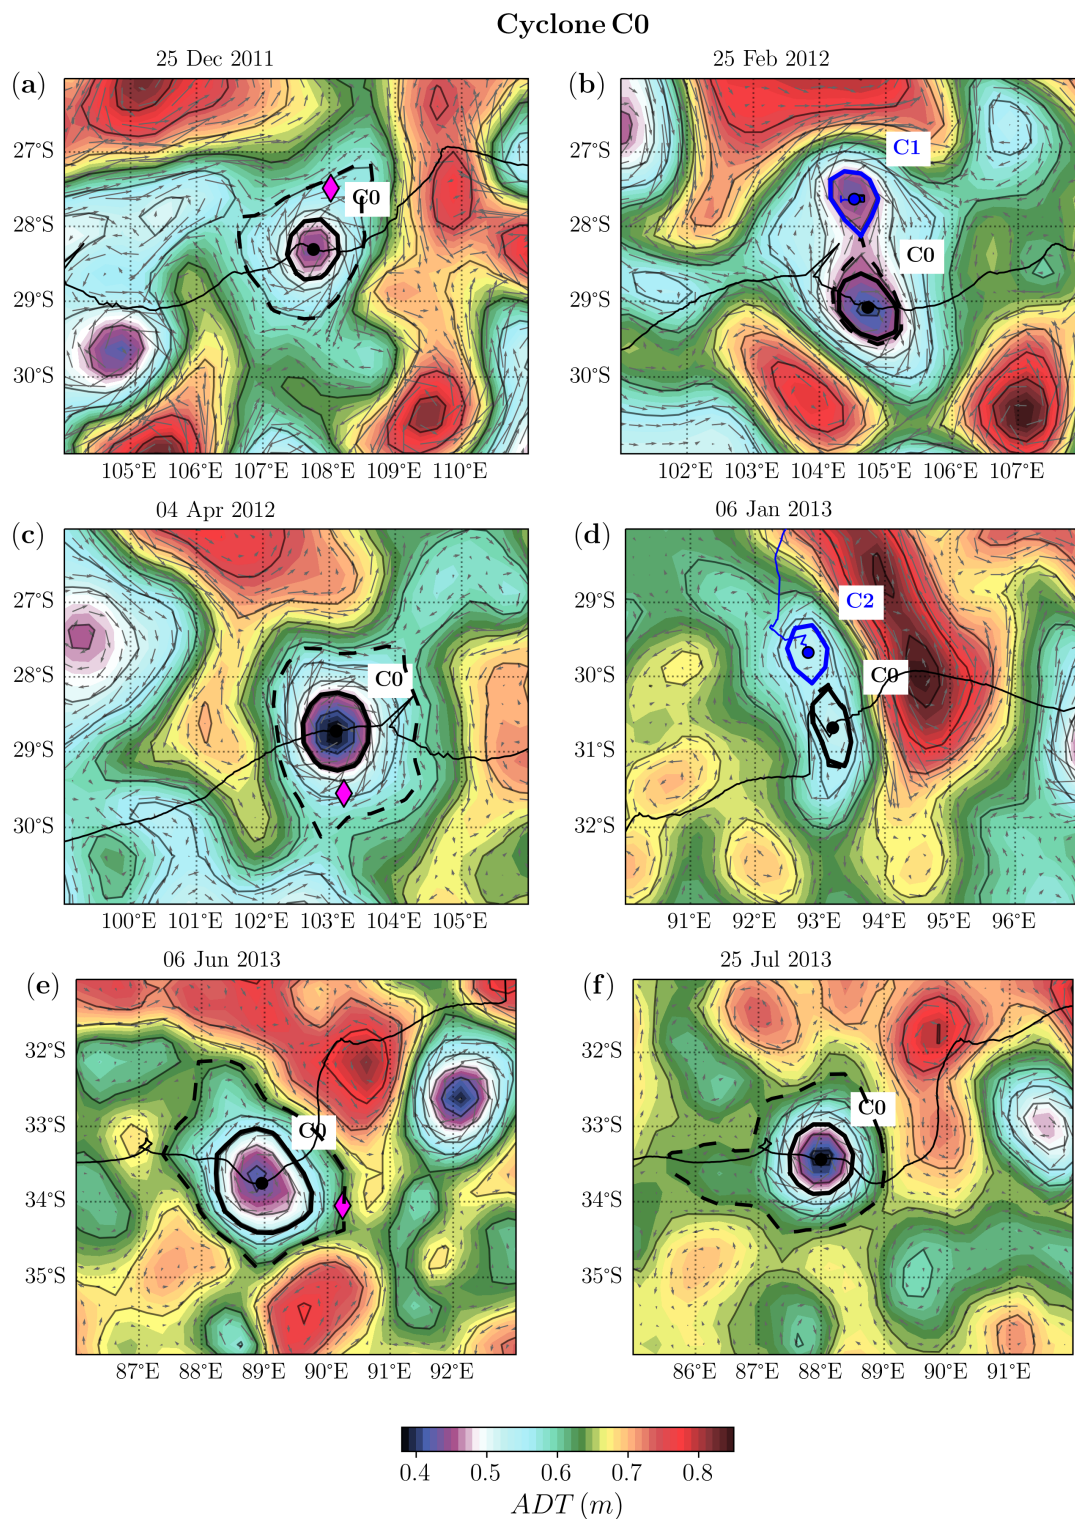 Cyclone C0
25 Dec 2011
25 Feb 2012
(a)
(b)
27°S
28°S
29°S
30°S
C0
105°E 106°E 107°E 108°E 109°E 110°E
27°S
28°S
29°S
30°S
C1
C0
102°E 103°E 104°E 105°E 106°E 107°E
04 Apr 2012
06 Jan 2013
(c)
(d)
27°S
28°S
29°S
30°S
C0
100°E 101°E 102°E 103°E 104°E 105°E
29°S
30°S
31°S
32°S
C2
C0
91°E 92°E 93°E 94°E 95°E 96°E
06 Jun 2013
25 Jul 2013
(e)
(f)
32°S
33°S
34°S
35°S
C0
87°E 88°E 89°E 90°E 91°E 92°E
32°S
33°S
34°S
35°S
C0
86°E 87°E 88°E 89°E 90°E 91°E
0.4 0.5 0.6 0.7 0.8
ADT (m)